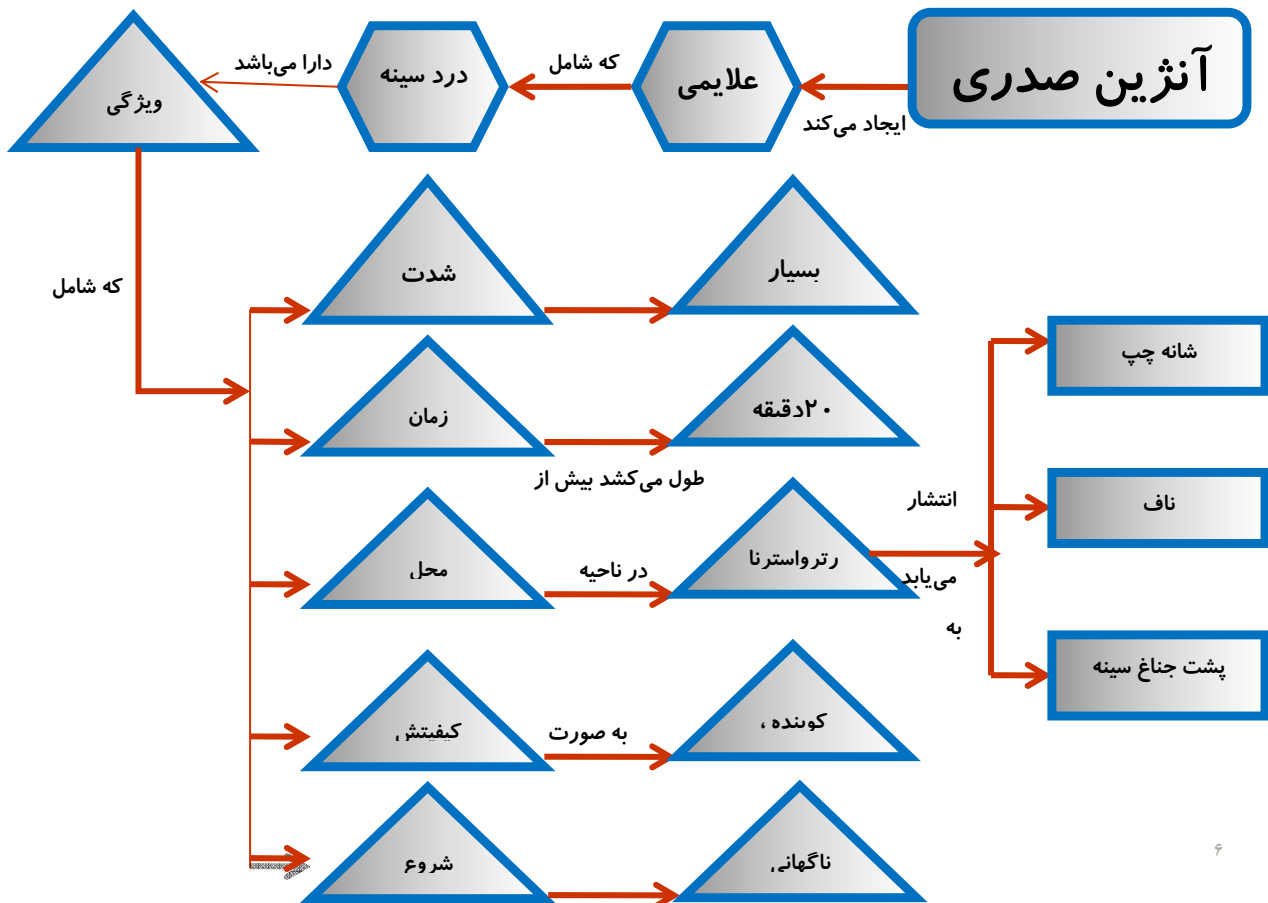 آنژین صدری
ایجاد می‌کند
علایمی
که شامل
درد سینه
دارا می‌باشد
ویژگی
که شامل
شدت
بسیار
زمان
طول می‌کشد بیش از
۲۰دقیقه
محل
در ناحیه
رترواسترنا
انتشار
می‌یابد
به
شانه چپ
ناف
پشت جناغ سینه
کیفیتش
به صورت
کوبنده ،
شروع
ناگهانی
۶